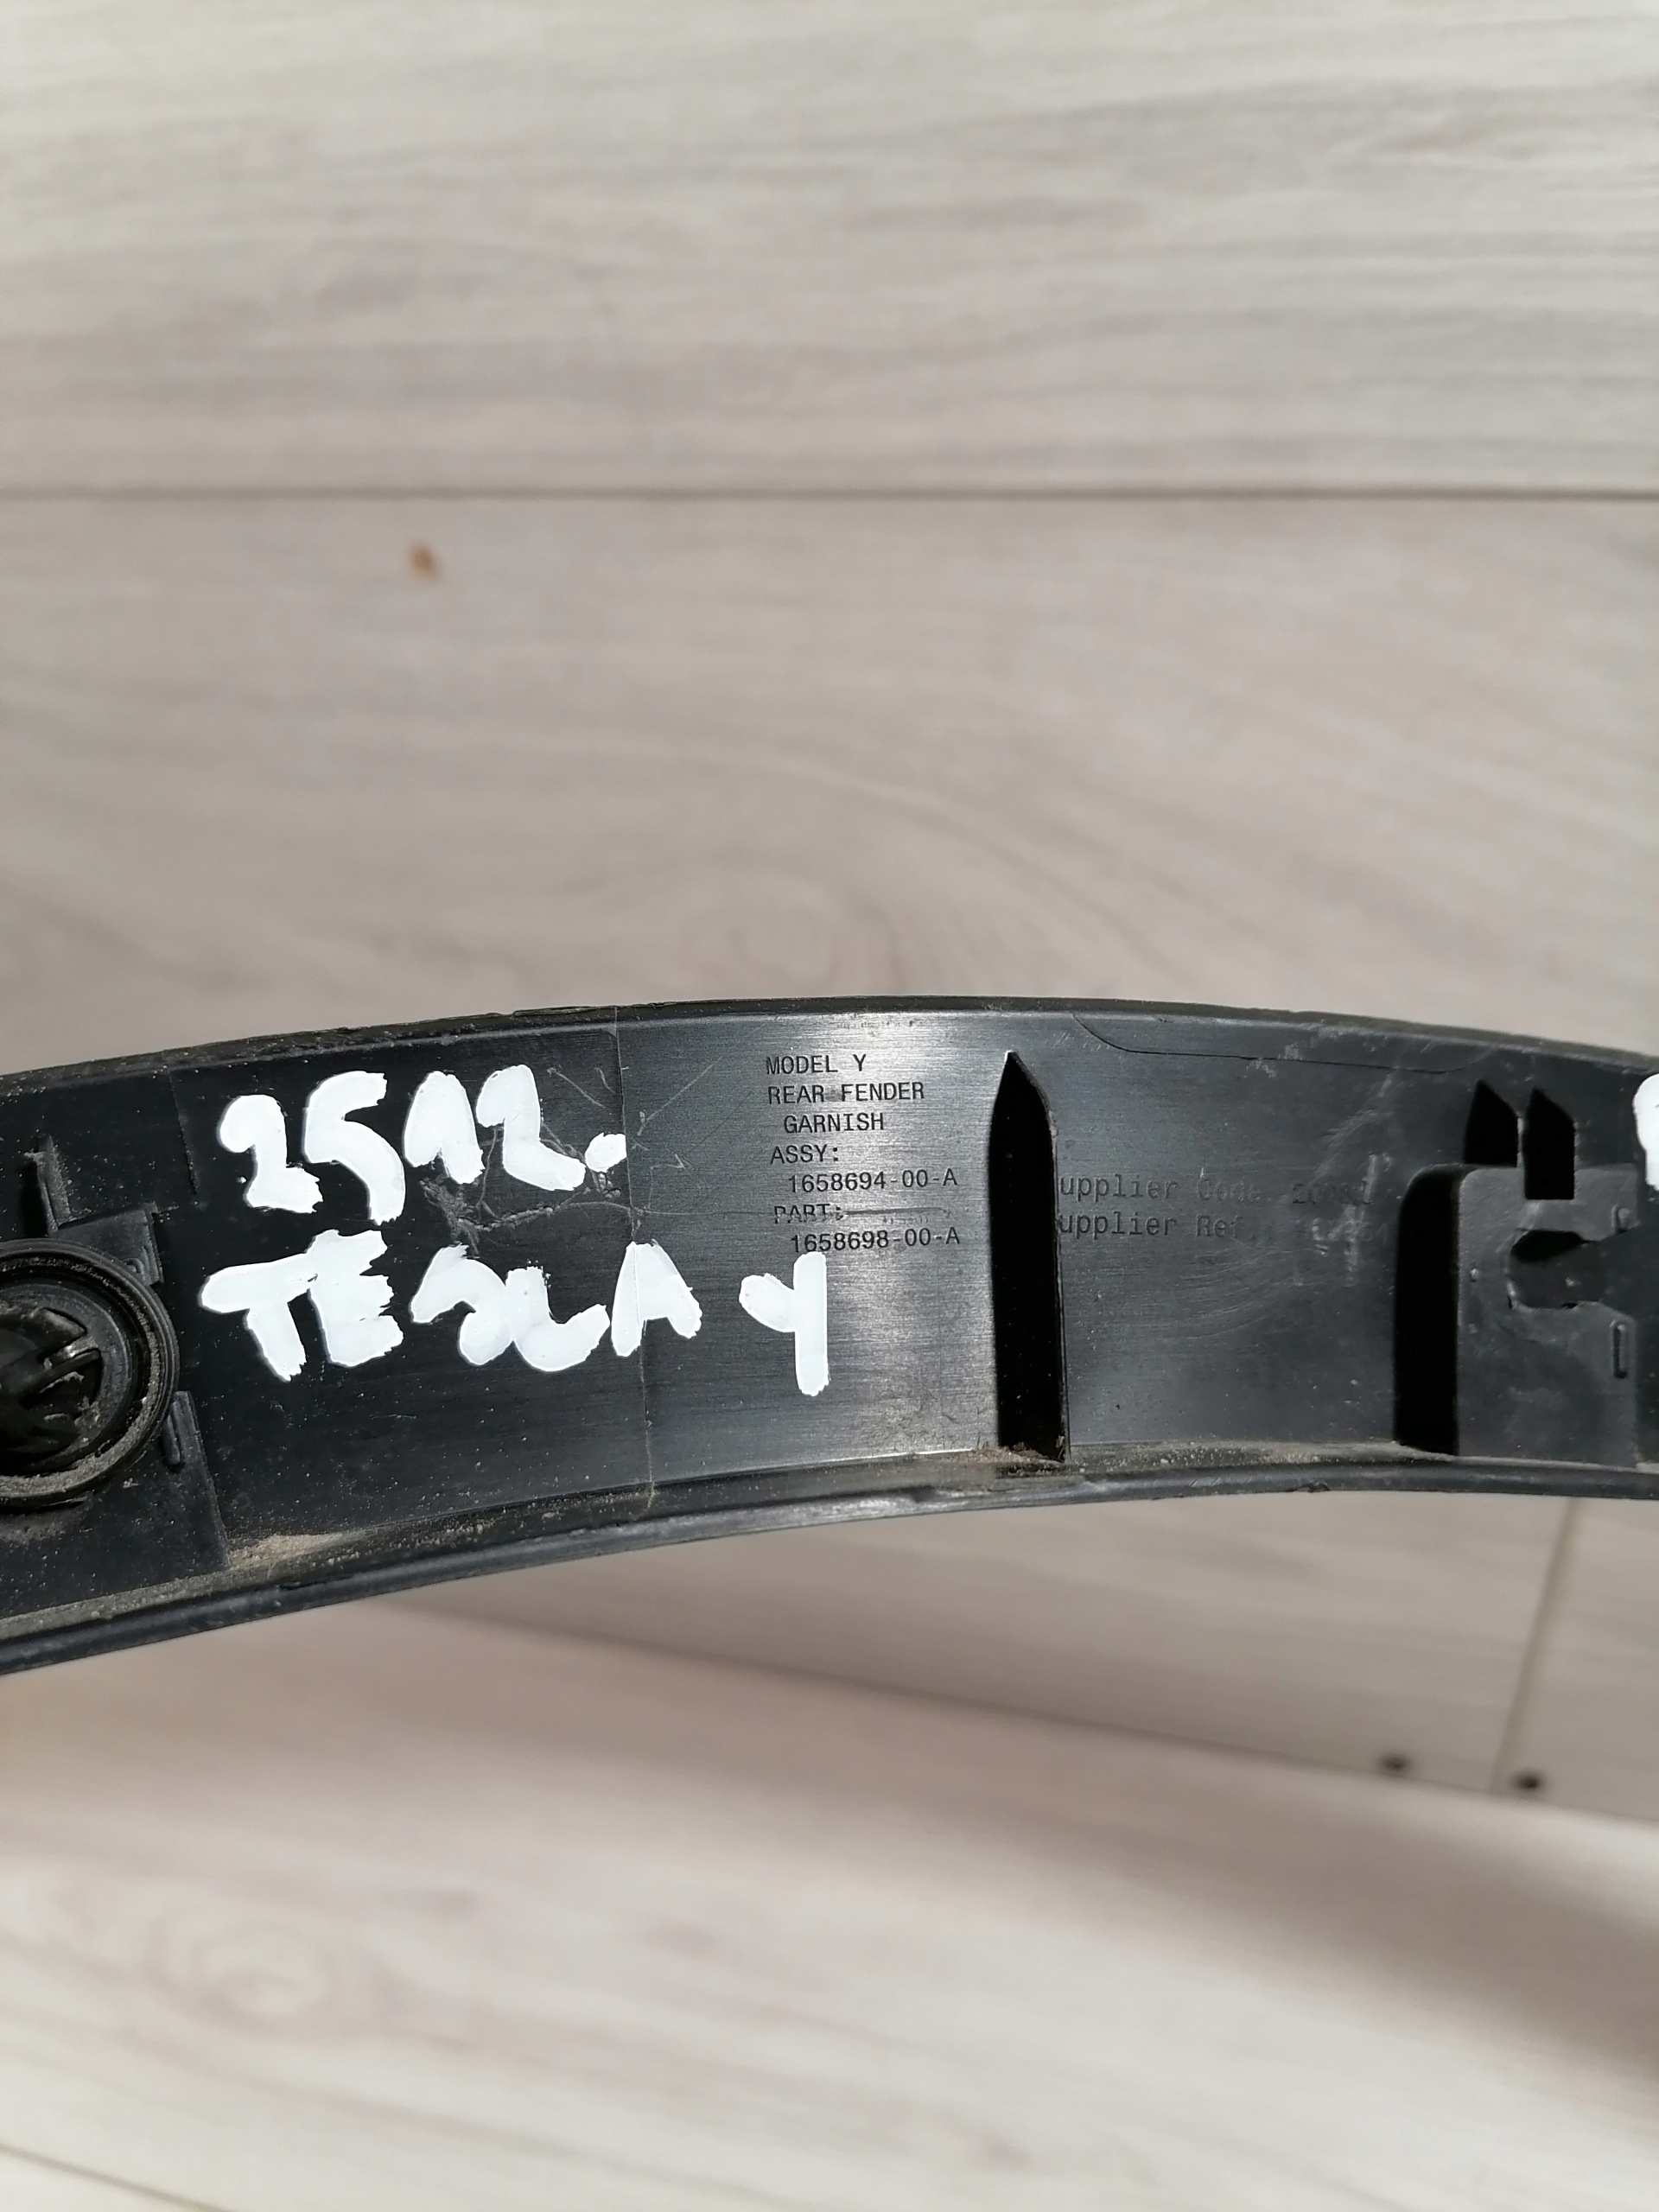 2512.
TESLA Y
MODEL Y
REAR FENDER
GARNISH
ASSY:
1658694-00-A
PART:
1658698-00-A
upplier Code
upplier Ref.